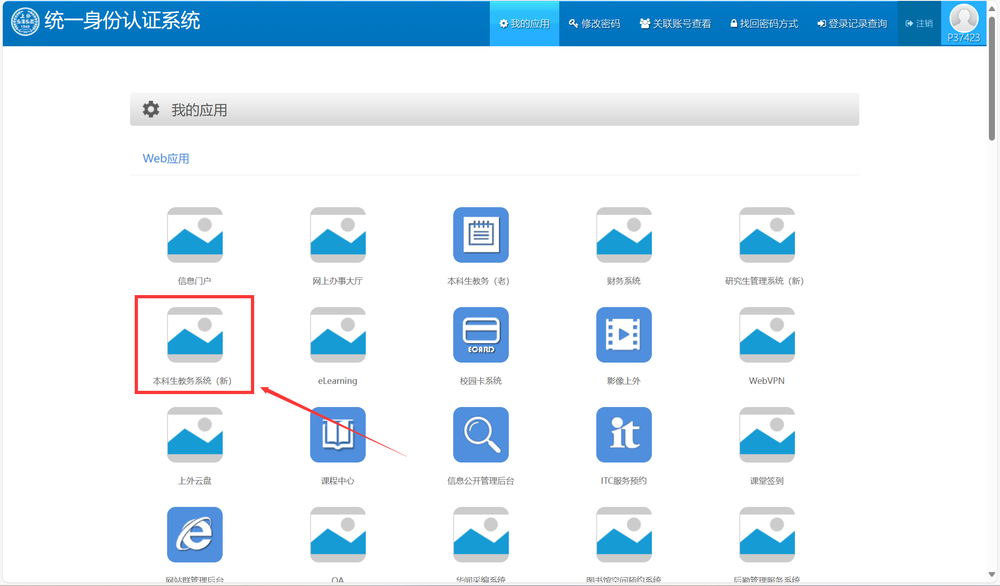 统一身份认证系统
我的应用 修改密码 关联账号查看 找回密码方式 登录记录查询 注销 P37423
我的应用
Web应用
信息门户 网上办事大厅 本科生教务（老） 财务系统 研究生管理系统（新）
ECARD
本科生教务系统（新） eLearning 校园卡系统 影像上外 WebVPN
it
上外云盘 课程中心 信息公开管理后台 ITC服务预约 课堂签到
网站群管理后台 OA 华闻采编系统 图书馆空间预约系统 后勤管理服务系统